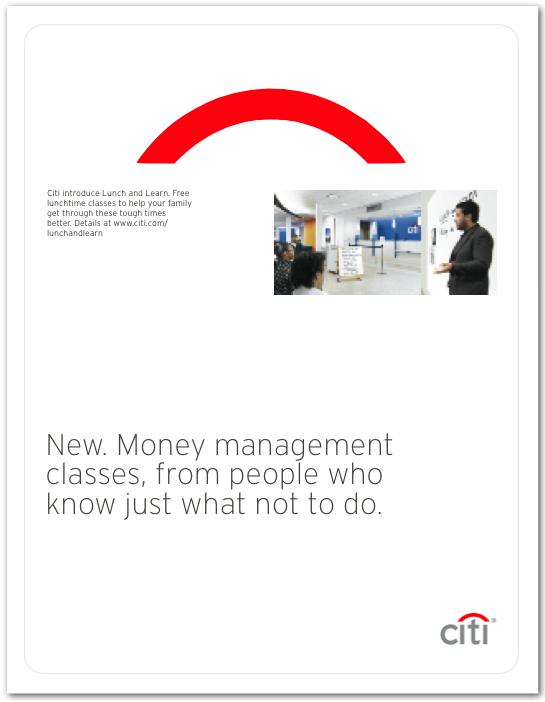 Citi introduce Lunch and Learn. Free
lunchtime classes to help your family
get through these tough times
better. Details at www.citi.com/
lunchandlearn
citi
New. Money management
classes, from people who
know just what not to do.
citi®